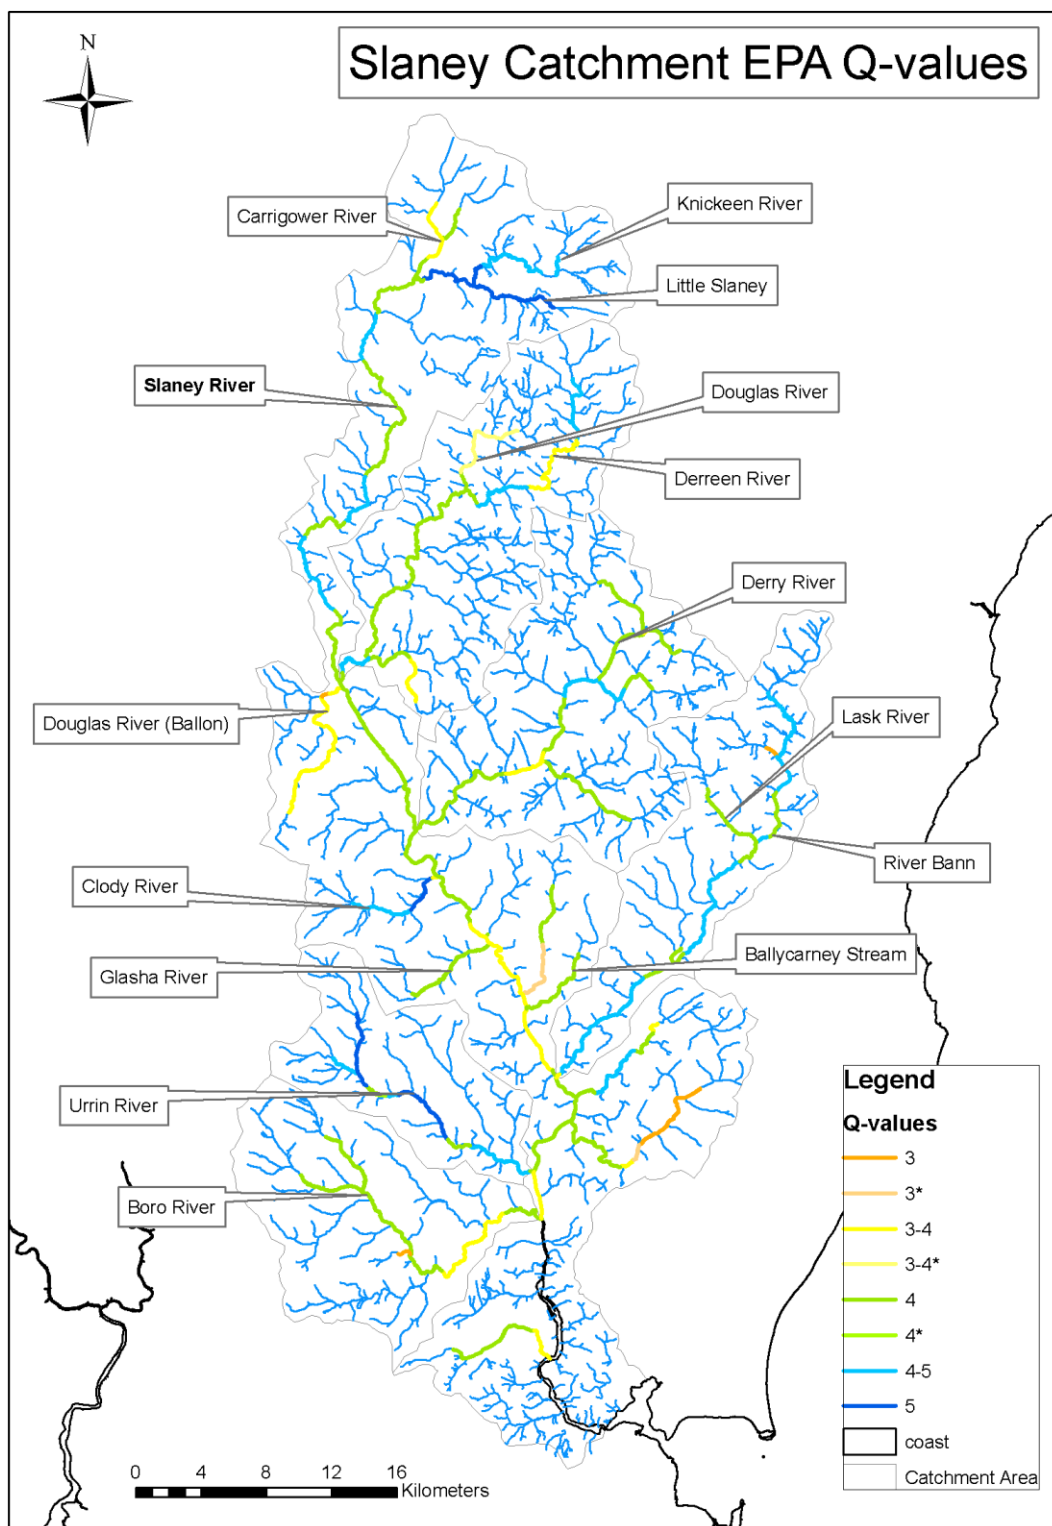 N
Slaney Catchment EPA Q-values
Knickeen River
Carrigower River
Little Slaney
Slaney River
Douglas River
Derreen River
Derry River
Douglas River (Ballon)
Lask River
River Bann
Clody River
Ballycarney Stream
Glasha River
Urrin River
Boro River
Legend
Q-values
3
3*
3-4
3-4*
4
4*
4-5
5
coast
Catchment Area
0 4 8 12 16
Kilometers